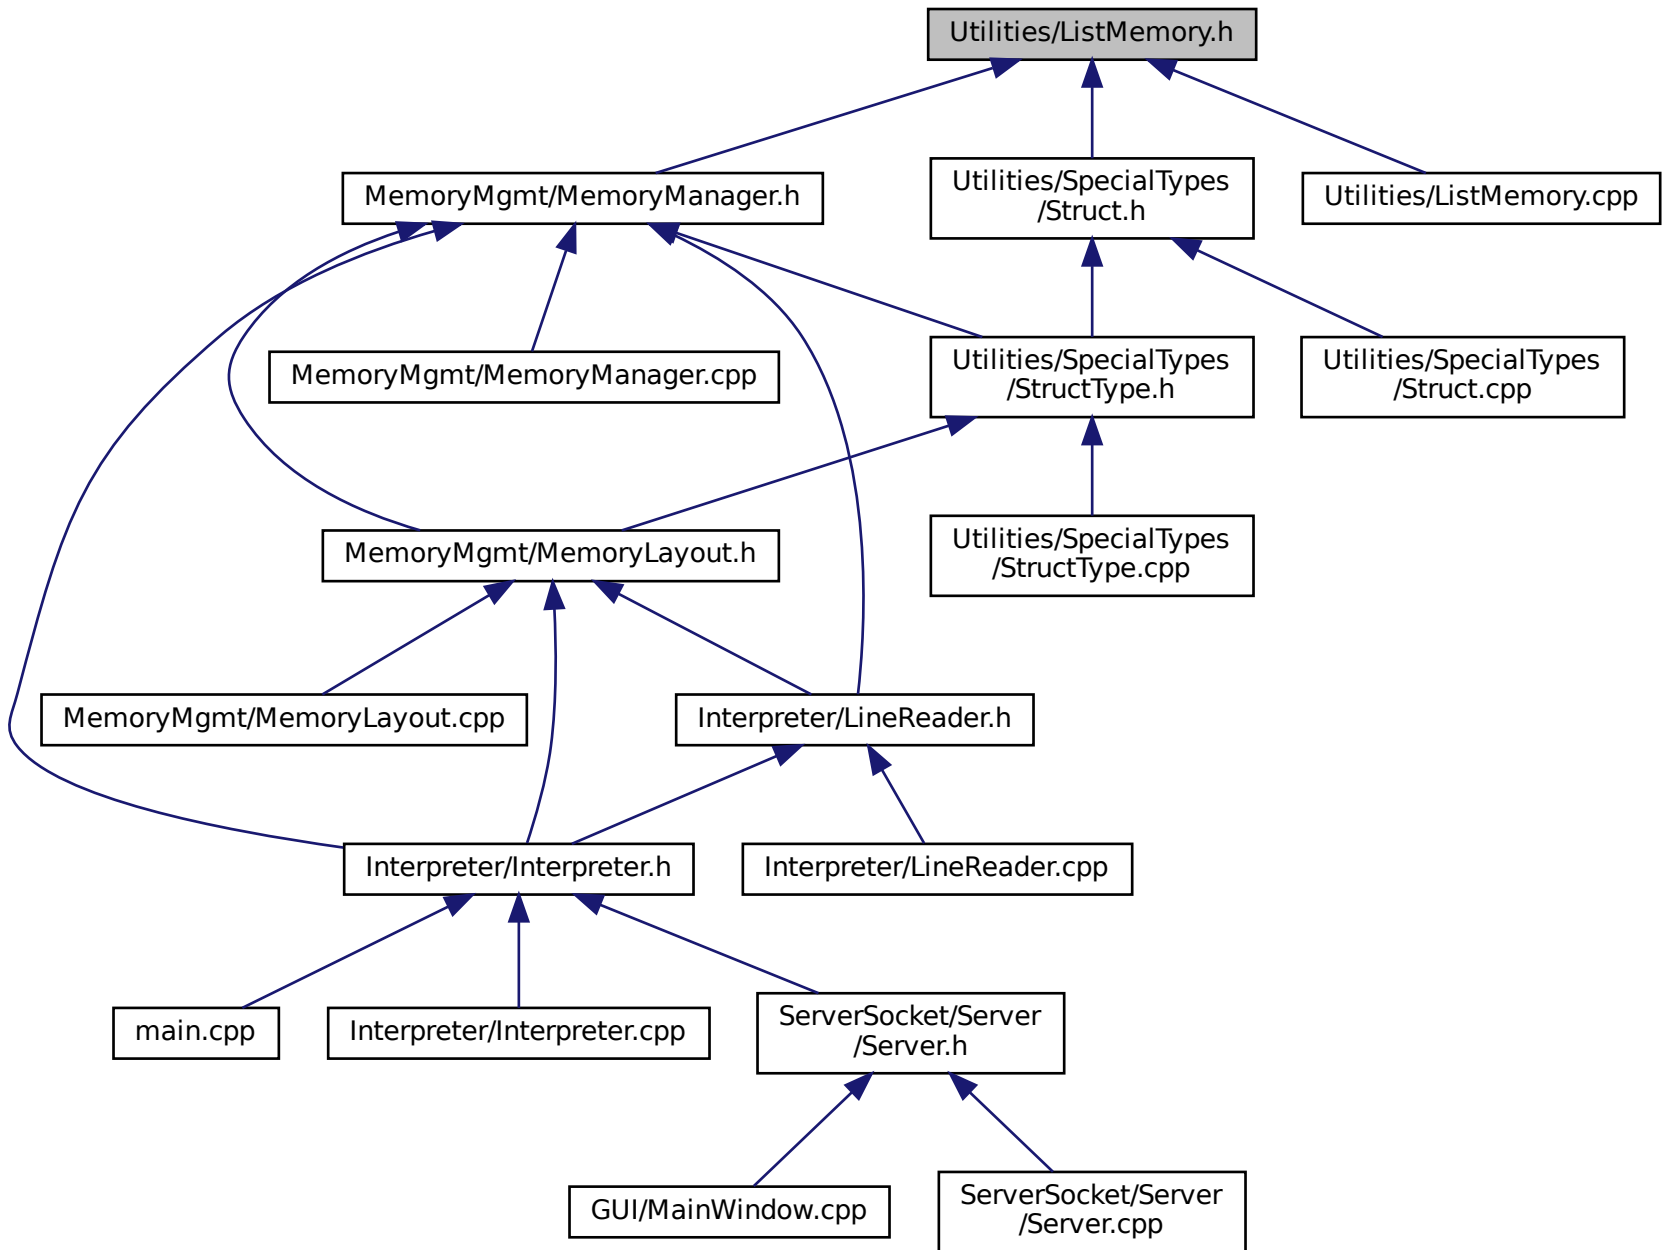 Utilities/ListMemory.h
MemoryMgmt/MemoryManager.h
Utilities/SpecialTypes
/Struct.h
Utilities/ListMemory.cpp
MemoryMgmt/MemoryManager.cpp
Utilities/SpecialTypes
/StructType.h
Utilities/SpecialTypes
/Struct.cpp
MemoryMgmt/MemoryLayout.h
Utilities/SpecialTypes
/StructType.cpp
MemoryMgmt/MemoryLayout.cpp
Interpreter/LineReader.h
Interpreter/Interpreter.h
Interpreter/LineReader.cpp
main.cpp
Interpreter/Interpreter.cpp
ServerSocket/Server
/Server.h
GUI/MainWindow.cpp
ServerSocket/Server
/Server.cpp